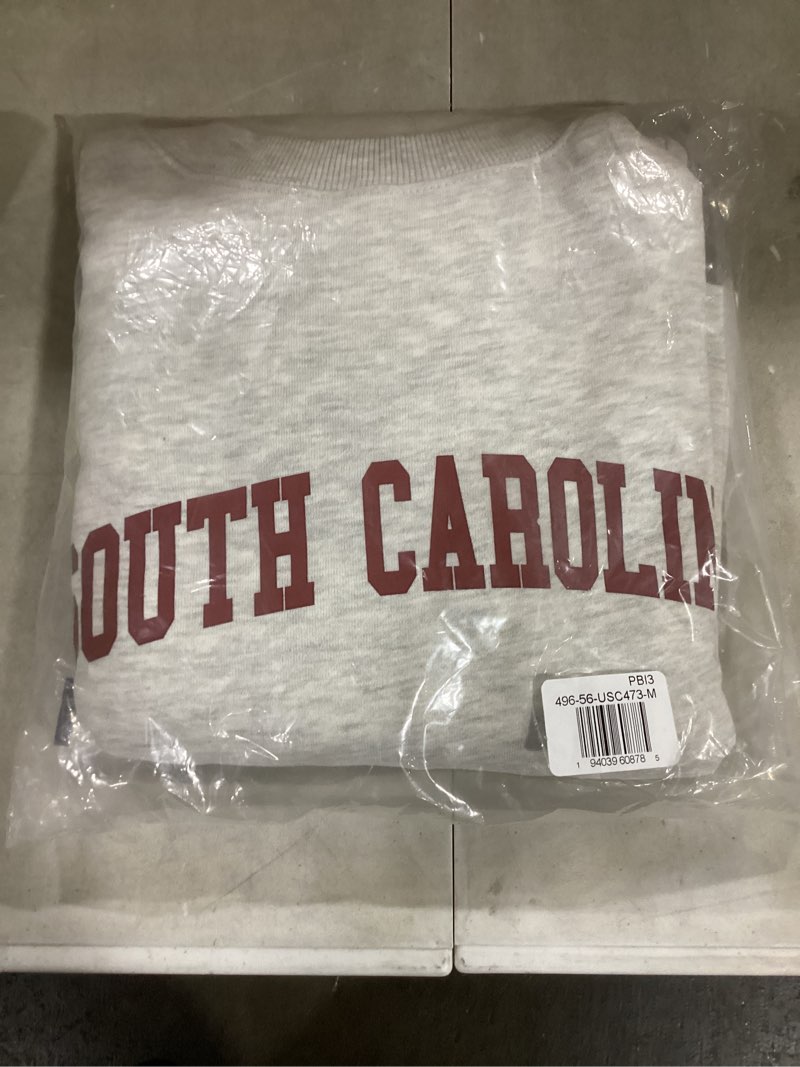 SOUTH CAROLIN
PBI3
496-56-USC473-M
1 94039 60878 5